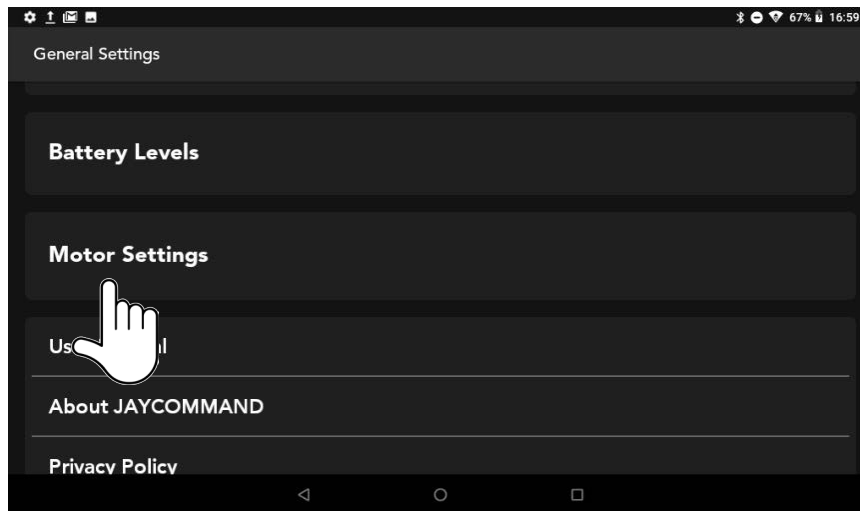 67% 16:59
General Settings
Battery Levels
Motor Settings
About JAYCOMMAND
Privacy Policy